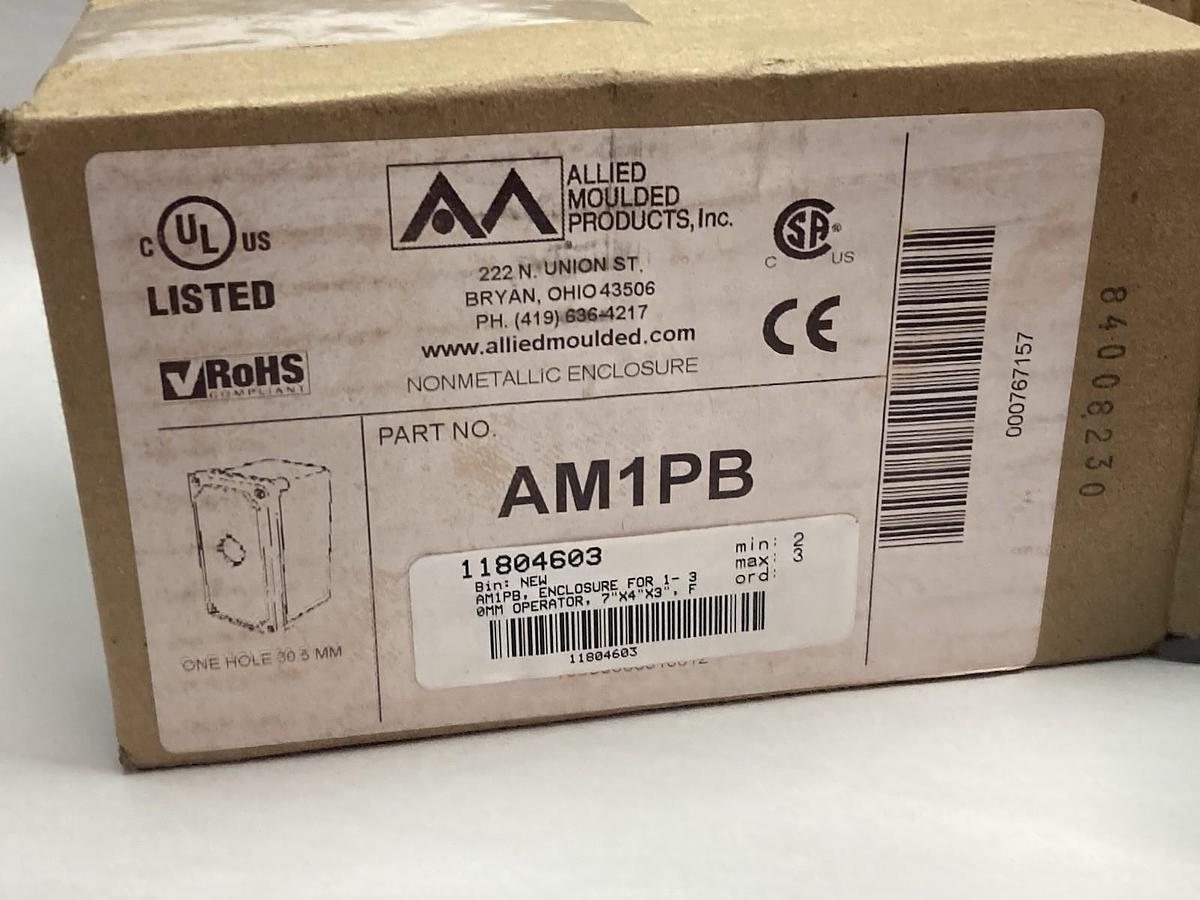 C UL US
LISTED
RoHS
COMPLIANT
ALLIED
MOULDED
PRODUCTS, Inc.
222 N. UNION ST.
BRYAN, OHIO 43506
PH. (419) 636-4217
www.alliedmoulded.com
NONMETALLIC ENCLOSURE
C SA ® US
CE
PART NO.
AM1PB
ONE HOLE 30.5 MM
11804603
Bin: NEW
AM1PB, ENCLOSURE FOR 1- 3
0MM OPERATOR, 7"X4"X3", F
min: 2
max: 3
ord:
11804603
000767157
84008230